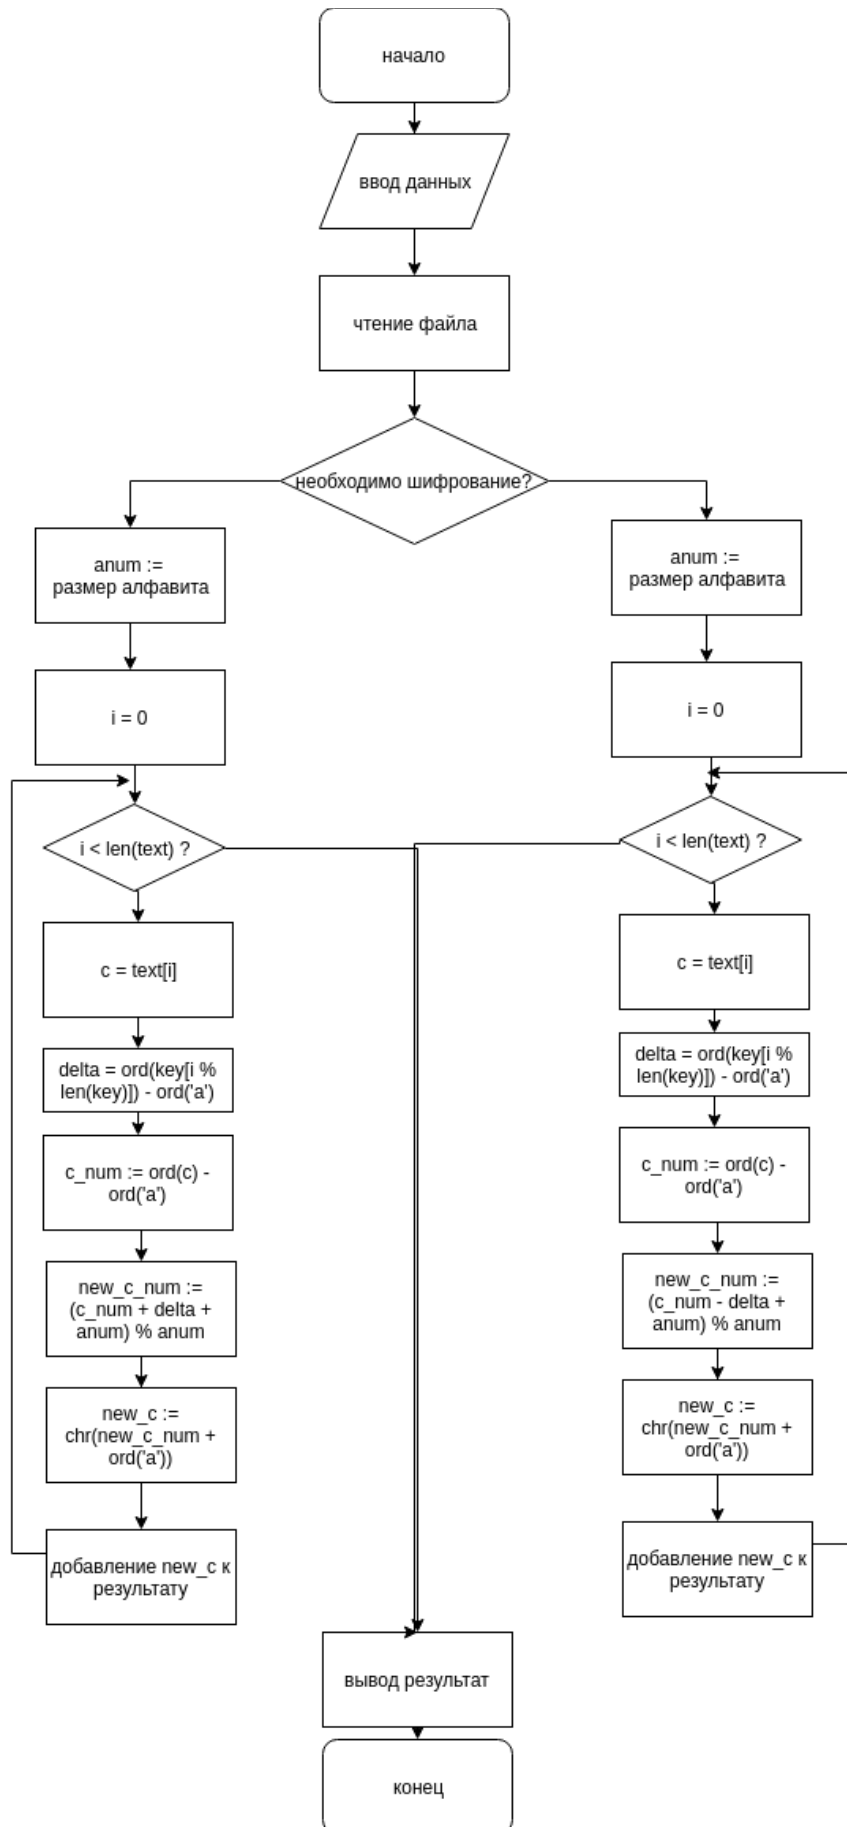 начало
ввод данных
чтение файла
необходимо шифрование?
anum :=
размер алфавита
i = 0
i < len(text) ?
c = text[i]
delta = ord(key[i %
len(key)]) - ord('a')
c_num := ord(c) -
ord('a')
new_c_num :=
(c_num + delta +
anum) % anum
new_c :=
chr(new_c_num +
ord('a'))
добавление new_c к
результату
anum :=
размер алфавита
i = 0
i < len(text) ?
c = text[i]
delta = ord(key[i %
len(key)]) - ord('a')
c_num := ord(c) -
ord('a')
new_c_num :=
(c_num - delta +
anum) % anum
new_c :=
chr(new_c_num +
ord('a'))
добавление new_c к
результату
вывод результат
конец